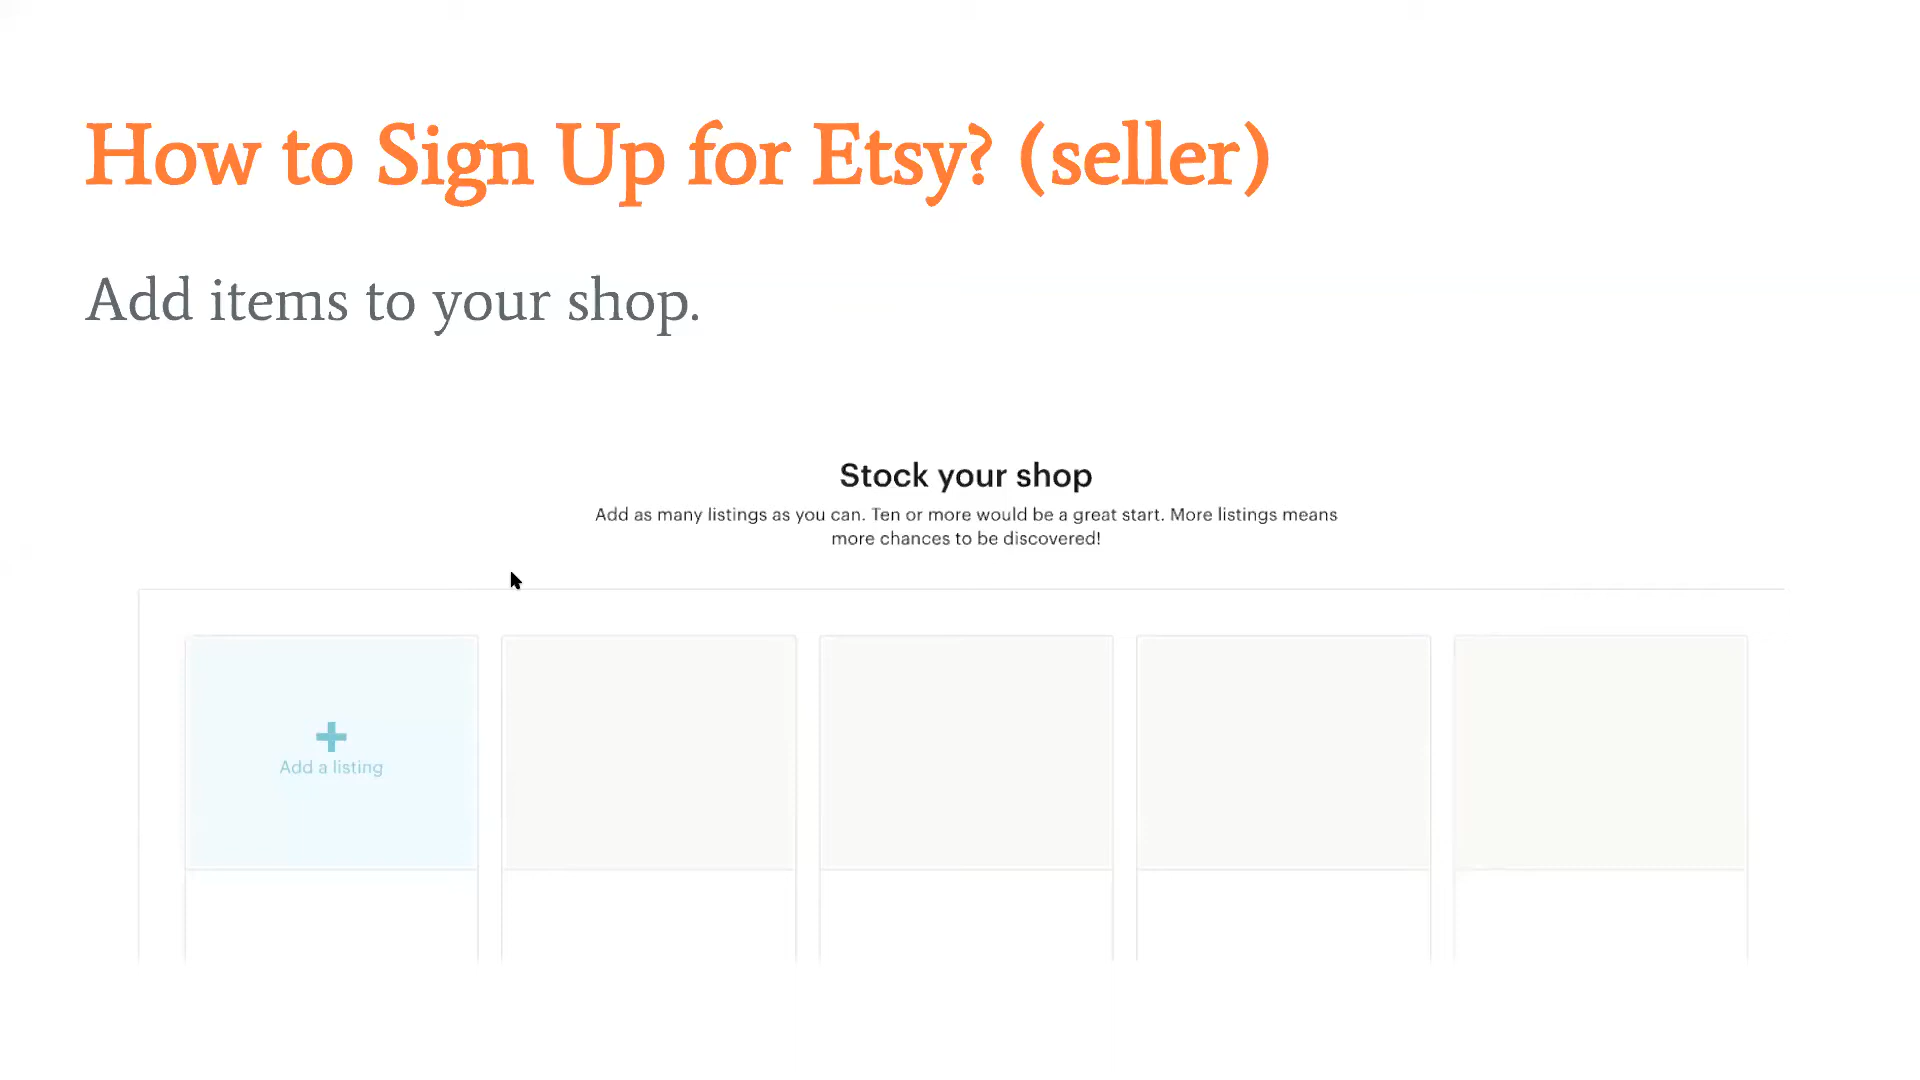 How to Sign Up for Etsy? (seller)
Add items to your shop.
Stock your shop
Add as many listings as you can. Ten or more would be a great start. More listings means
more chances to be discovered!
Add a listing